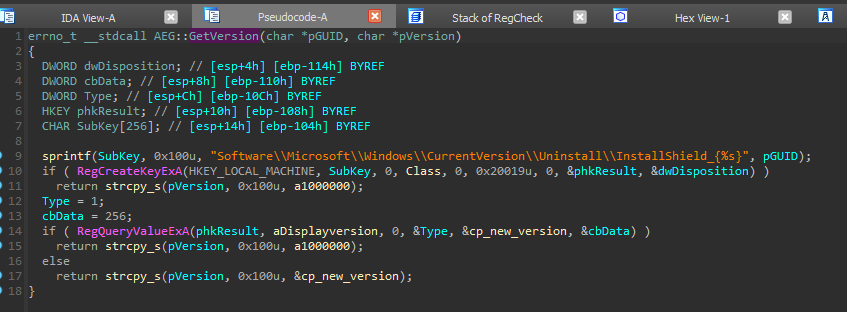 IDA View-A Pseudocode-A Stack of RegCheck Hex View-1
1 errno_t __stdcall AEG::GetVersion(char *pGUID, char *pVersion)
2 {
3 DWORD dwDisposition; // [esp+4h] [ebp-114h] BYREF
4 DWORD cbData; // [esp+8h] [ebp-110h] BYREF
5 DWORD Type; // [esp+Ch] [ebp-10Ch] BYREF
6 HKEY phkResult; // [esp+10h] [ebp-108h] BYREF
7 CHAR SubKey[256]; // [esp+14h] [ebp-104h] BYREF
8
9 sprintf(SubKey, 0x100u, "Software\\Microsoft\\Windows\\CurrentVersion\\Uninstall\\InstallShield_{%s}", pGUID);
10 if ( RegCreateKeyExA(HKEY_LOCAL_MACHINE, SubKey, 0, Class, 0, 0x20019u, 0, &phkResult, &dwDisposition) )
11 return strcpy_s(pVersion, 0x100u, a1000000);
12 Type = 1;
13 cbData = 256;
14 if ( RegQueryValueExA(phkResult, aDisplayversion, 0, &Type, &cp_new_version, &cbData) )
15 return strcpy_s(pVersion, 0x100u, a1000000);
16 else
17 return strcpy_s(pVersion, 0x100u, &cp_new_version);
18 }